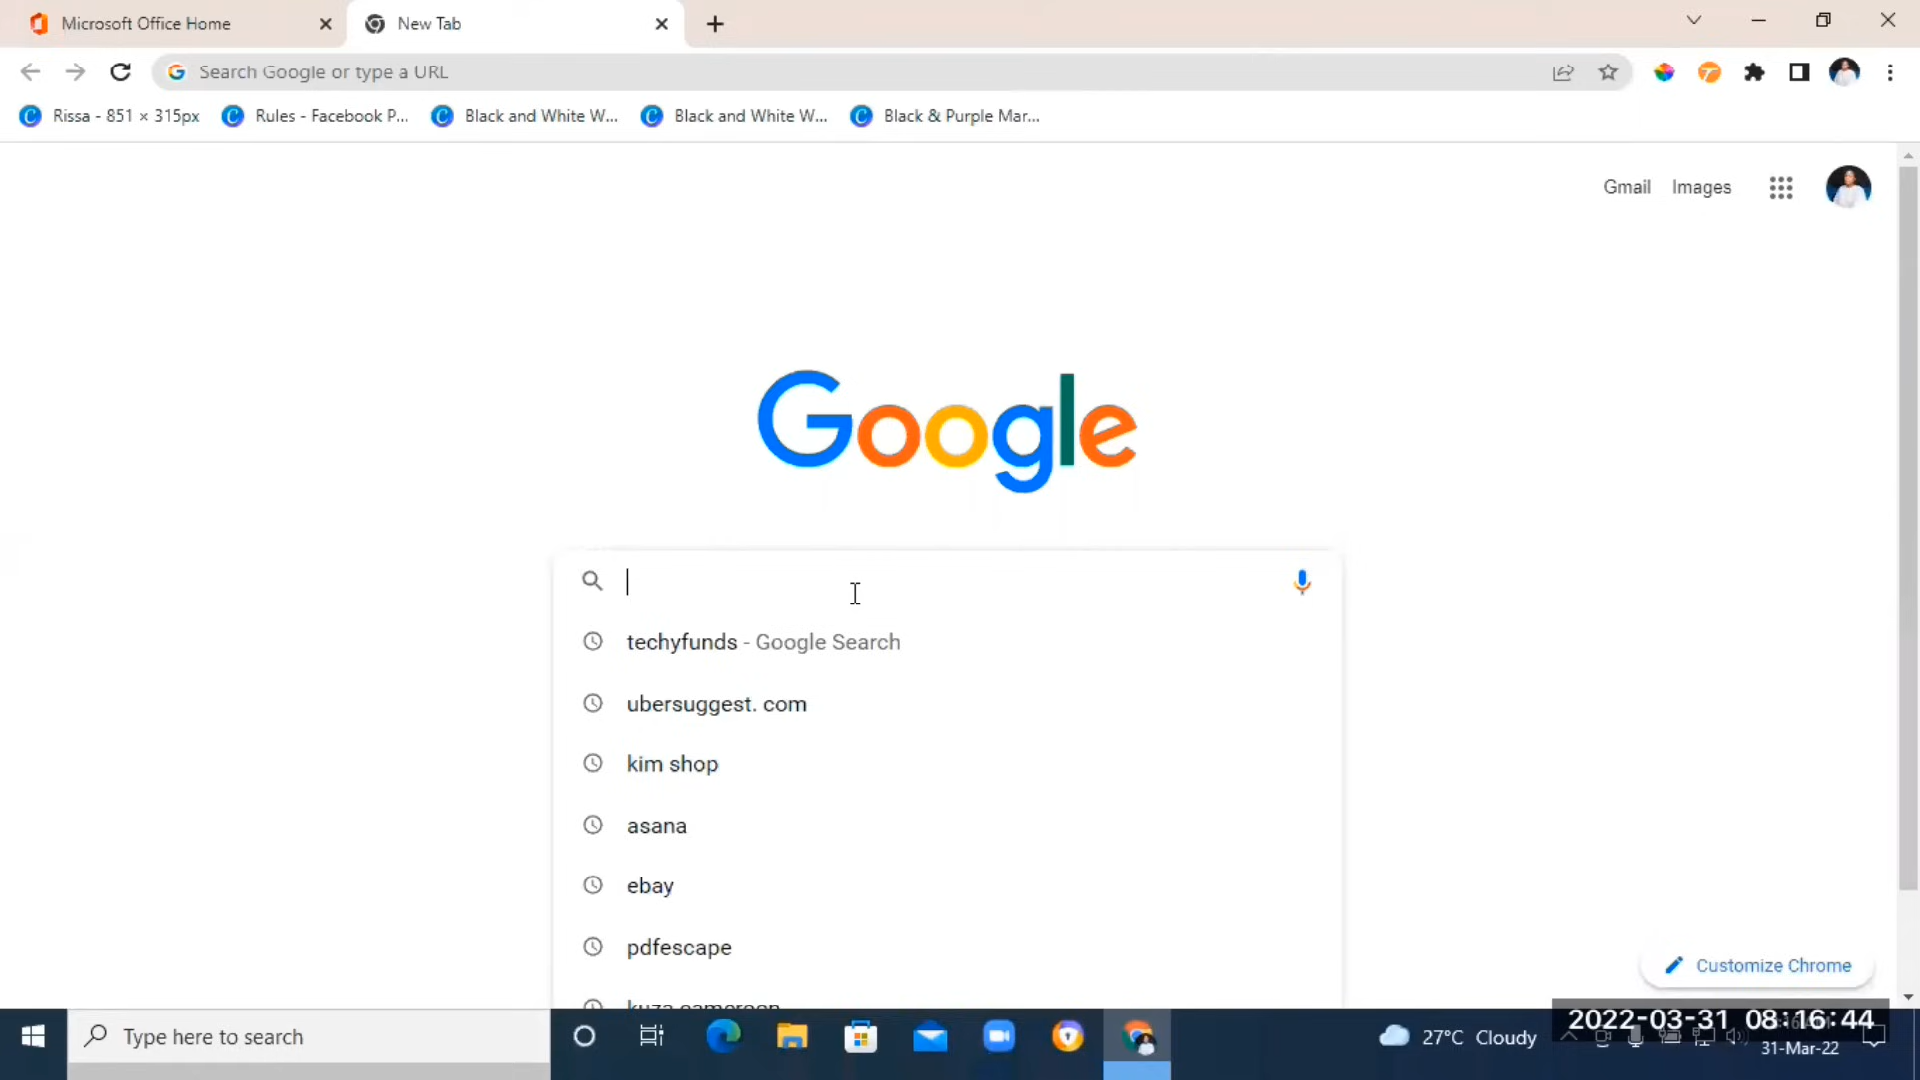 Microsoft Office Home
New Tab
Search Google or type a URL
Rissa - 851 × 315px
Rules - Facebook P...
Black and White W...
Black and White W...
Black & Purple Mar...
Gmail
Images
Google
techyfunds - Google Search
ubersuggest. com
kim shop
asana
ebay
pdfescape
kuza cameroon
Customize Chrome
Type here to search
27°C Cloudy
2022-03-31 08:16:44
31-Mar-22